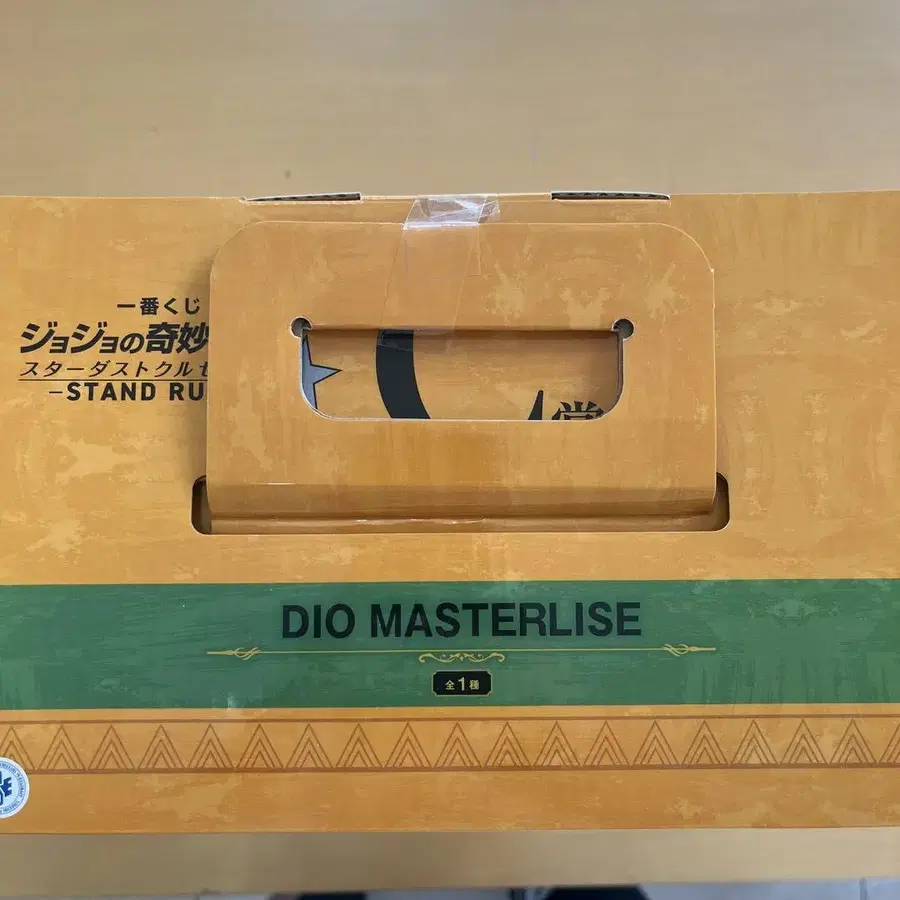 一番くじ
ジョジョの奇妙
スターダストクルセ
-STAND RU
堂
DIO MASTERLISE
全1種